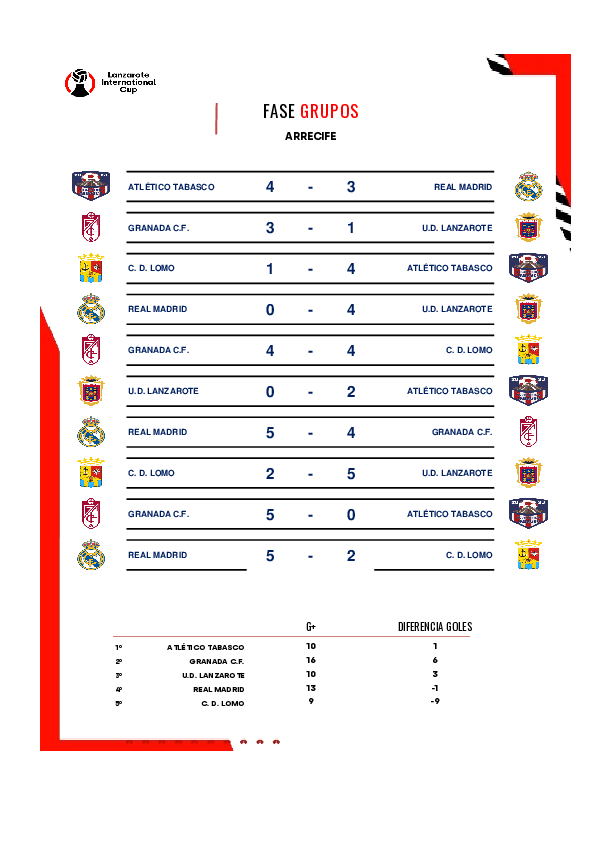 Lanzarote
International
Cup
FASE GRUPOS
ARRECIFE
ATLÉTICO TABASCO 4 - 3 REAL MADRID
GRANADA C.F. 3 - 1 U.D. LANZAROTE
C. D. LOMO 1 - 4 ATLÉTICO TABASCO
REAL MADRID 0 - 4 U.D. LANZAROTE
GRANADA C.F. 4 - 4 C. D. LOMO
U.D. LANZAROTE 0 - 2 ATLÉTICO TABASCO
REAL MADRID 5 - 4 GRANADA C.F.
C. D. LOMO 2 - 5 U.D. LANZAROTE
GRANADA C.F. 5 - 0 ATLÉTICO TABASCO
REAL MADRID 5 - 2 C. D. LOMO
G+ DIFERENCIA GOLES
1º ATLÉTICO TABASCO 10 1
2º GRANADA C.F. 16 6
3º U.D. LANZAROTE 10 3
4º REAL MADRID 13 -1
5º C. D. LOMO 9 -9